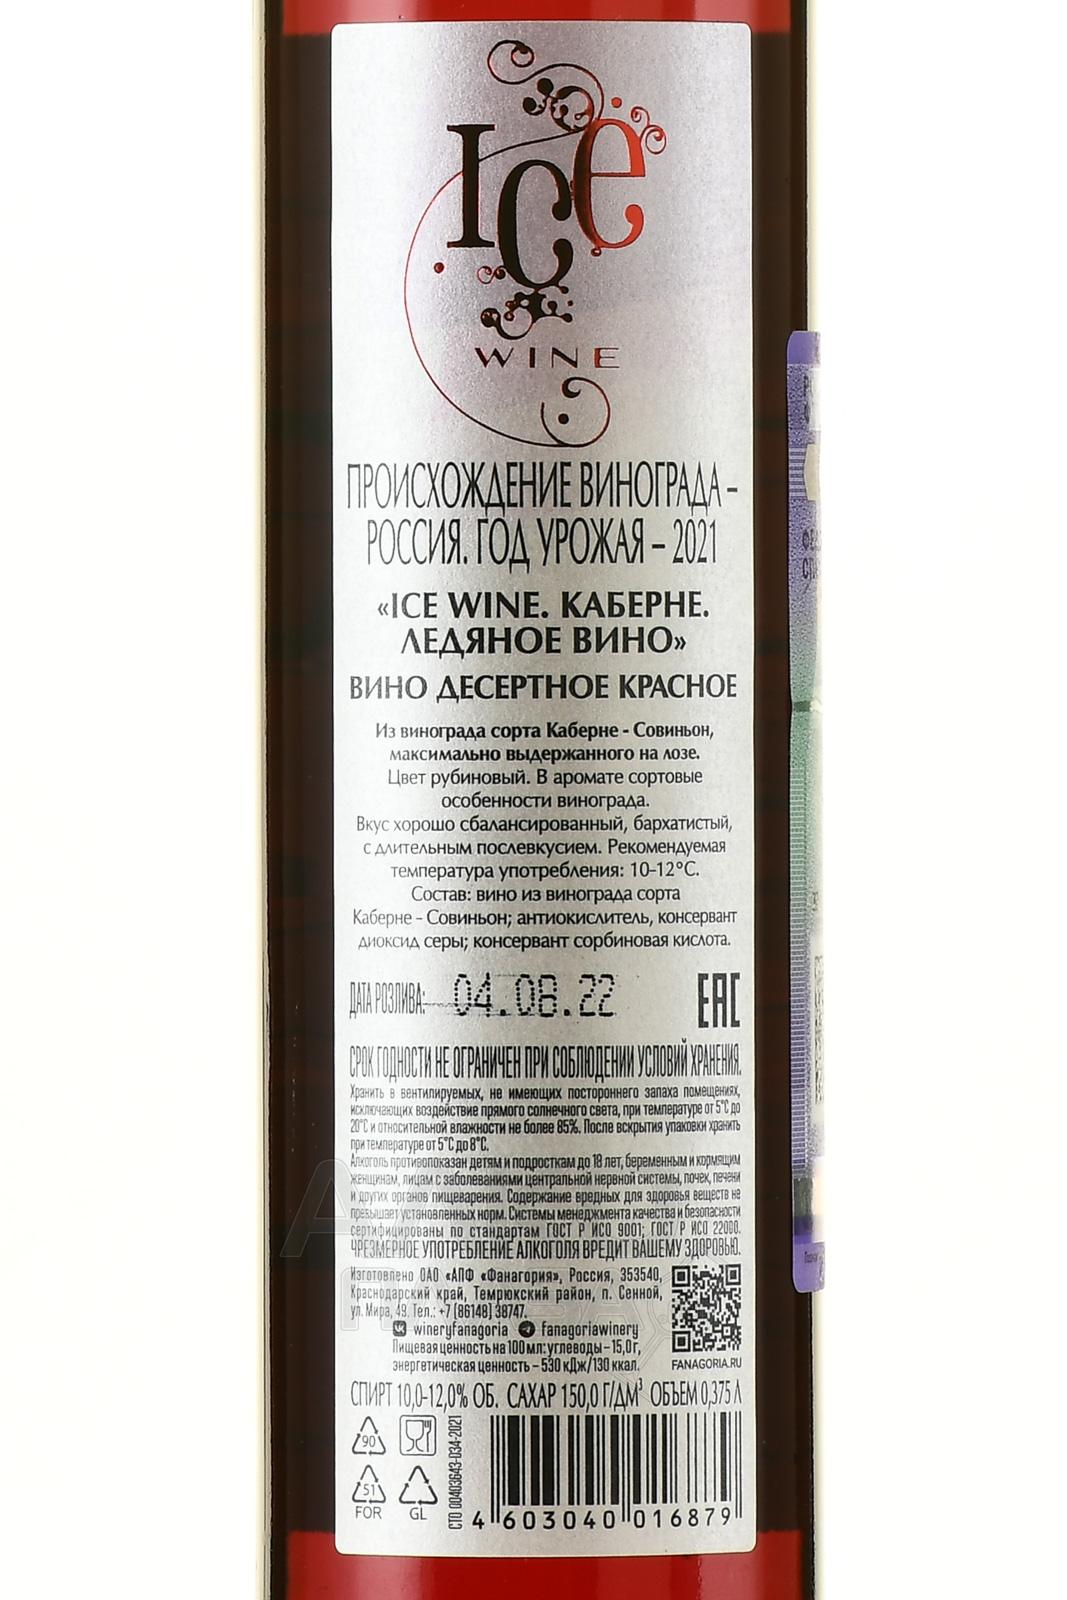 Ice
WINE
ПРОИСХОЖДЕНИЕ ВИНОГРАДА –
РОССИЯ. ГОД УРОЖАЯ – 2021
«ICE WINE. КАБЕРНЕ.
ЛЕДЯНОЕ ВИНО»
ВИНО ДЕСЕРТНОЕ КРАСНОЕ
Из винограда сорта Каберне - Совиньон,
максимально выдержанного на лозе.
Цвет рубиновый. В аромате сортовые
особенности винограда.
Вкус хорошо сбалансированный, бархатистый,
с длительным послевкусием. Рекомендуемая
температура употребления: 10-12°С.
Состав: вино из винограда сорта
Каберне - Совиньон; антиокислитель, консервант
диоксид серы; консервант сорбиновая кислота.
ДАТА РОЗЛИВА: 04.08.22 EAC
СРОК ГОДНОСТИ НЕ ОГРАНИЧЕН ПРИ СОБЛЮДЕНИИ УСЛОВИЙ ХРАНЕНИЯ.
Хранить в вентилируемых, не имеющих постороннего запаха помещениях,
исключающих воздействие прямого солнечного света, при температуре от 5°С до
20°С и относительной влажности не более 85%. После вскрытия упаковки хранить
при температуре от 5°С до 8°С.
Алкоголь противопоказан детям и подросткам до 18 лет, беременным и кормящим
женщинам, лицам с заболеваниями центральной нервной системы, почек, печени
и других органов пищеварения. Содержание вредных для здоровья веществ не
превышает установленных норм. Системы менеджмента качества и безопасности
сертифицированы по стандартам ГОСТ Р ИСО 9001; ГОСТ Р ИСО 22000.
ЧРЕЗМЕРНОЕ УПОТРЕБЛЕНИЕ АЛКОГОЛЯ ВРЕДИТ ВАШЕМУ ЗДОРОВЬЮ.
Изготовлено ОАО «АПФ «Фанагория», Россия, 353540,
Краснодарский край, Темрюкский район, п. Сенной,
ул. Мира, 49. Тел.: +7 (86148) 38747.
wineryfanagoria fanagoriawinery
Пищевая ценность на 100 мл: углеводы – 15,0 г,
энергетическая ценность – 530 кДж/130 ккал.
FANAGORIA.RU
СПИРТ 10,0-12,0% ОБ. САХАР 150,0 Г/ДМ³ ОБЪЕМ 0,375 Л
90
51
FOR
GL
СТО 00403643-034-2021
4 603040 016879